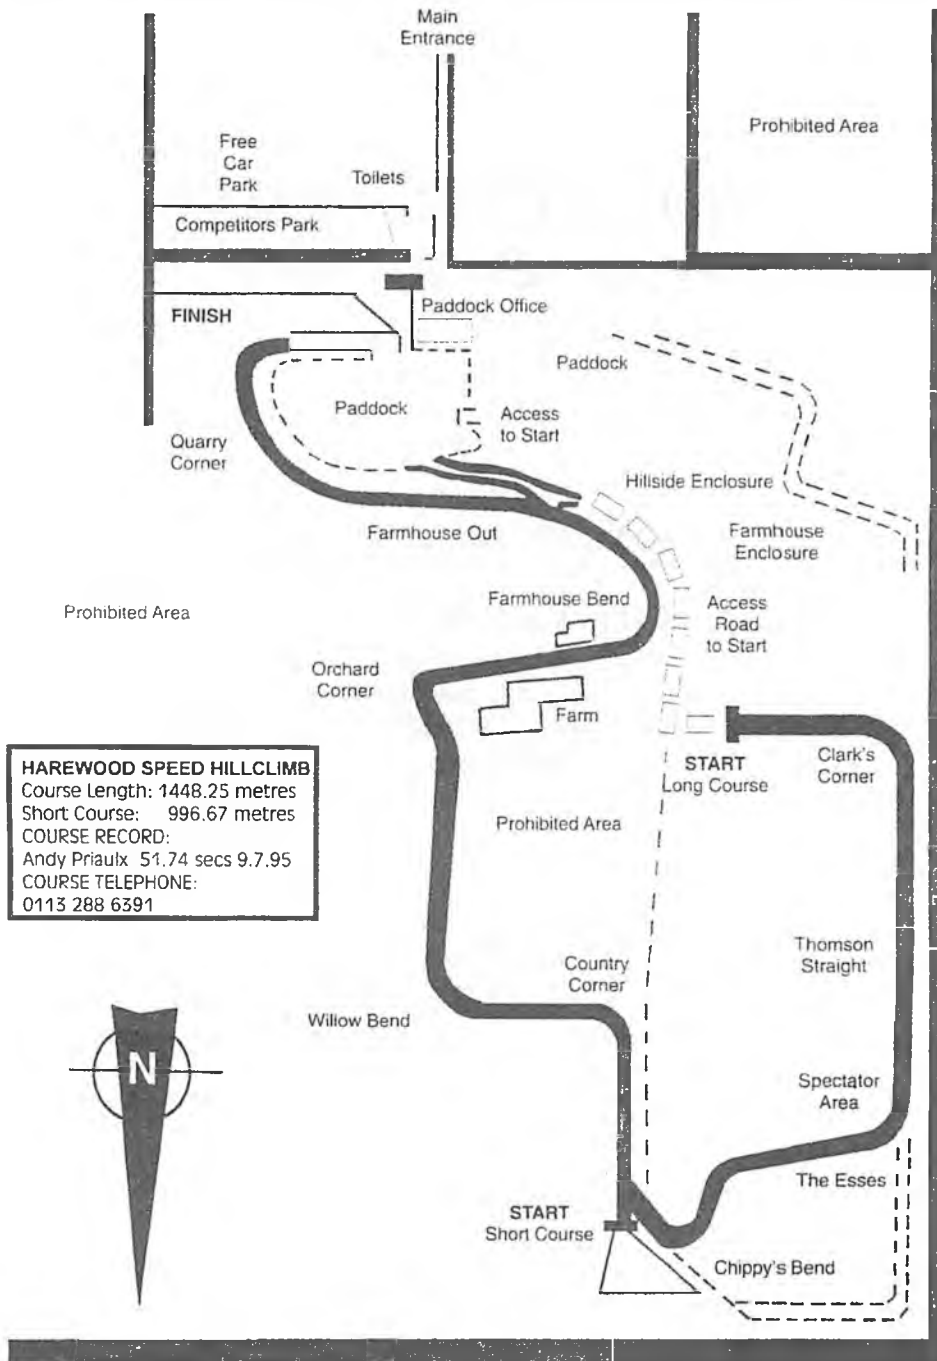 Main
Entrance
Prohibited Area
Free
Car
Park
Toilets
Competitors Park
FINISH
Paddock Office
Paddock
Paddock
Access
to Start
Quarry
Corner
Hillside Enclosure
Farmhouse Out
Farmhouse
Enclosure
Farmhouse Bend
Prohibited Area
Access
Road
to Start
Orchard
Corner
Farm
START
Long Course
Clark's
Corner
HAREWOOD SPEED HILLCLIMB
Course Length: 1448.25 metres
Short Course: 996.67 metres
COURSE RECORD:
Andy Priaulx 51.74 secs 9.7.95
COURSE TELEPHONE:
0113 288 6391
Prohibited Area
Thomson
Straight
Country
Corner
Willow Bend
N
Spectator
Area
The Esses
START
Short Course
Chippy's Bend